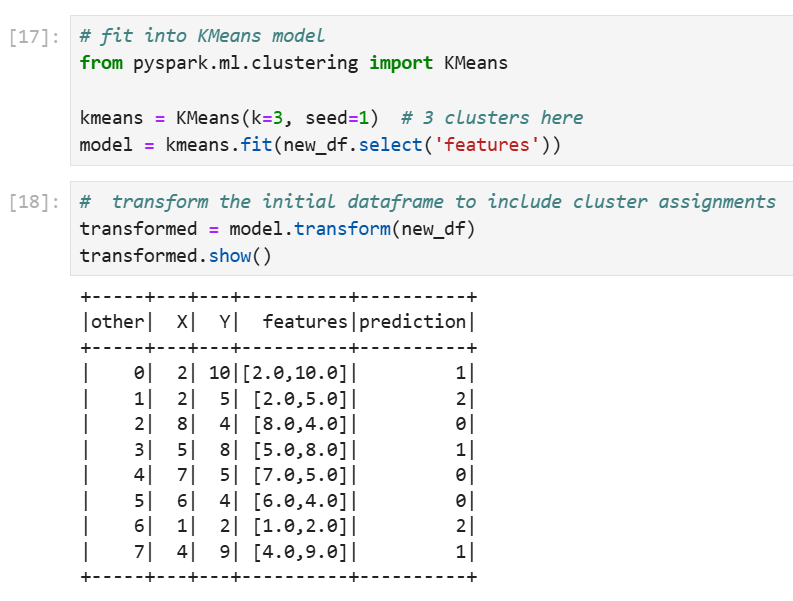 [17]: # fit into KMeans model
from pyspark.ml.clustering import KMeans
kmeans = KMeans(k=3, seed=1)  # 3 clusters here
model = kmeans.fit(new_df.select('features'))
[18]: #  transform the initial dataframe to include cluster assignments
transformed = model.transform(new_df)
transformed.show()
+-----+---+---+----------+----------+
|other|  X|  Y|  features|prediction|
+-----+---+---+----------+----------+
|    0|  2| 10|[2.0,10.0]|         1|
|    1|  2|  5| [2.0,5.0]|         2|
|    2|  8|  4| [8.0,4.0]|         0|
|    3|  5|  8| [5.0,8.0]|         1|
|    4|  7|  5| [7.0,5.0]|         0|
|    5|  6|  4| [6.0,4.0]|         0|
|    6|  1|  2| [1.0,2.0]|         2|
|    7|  4|  9| [4.0,9.0]|         1|
+-----+---+---+----------+----------+